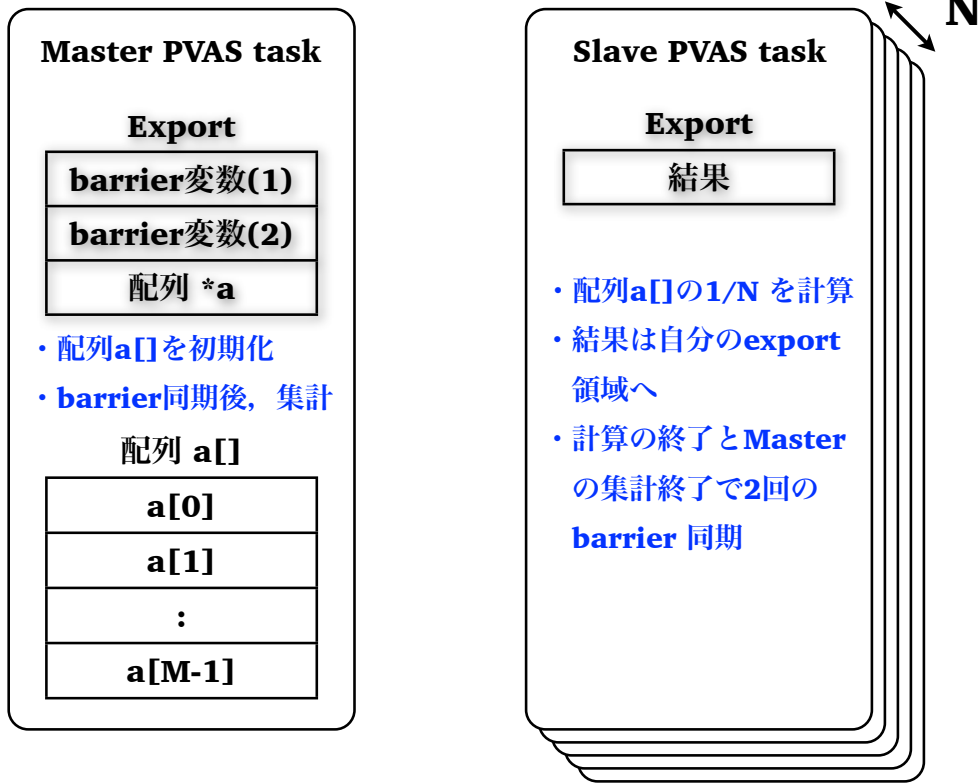 Master PVAS task
Export
barrier変数(1)
barrier変数(2)
配列 *a
・配列a[]を初期化
・barrier同期後，集計
配列 a[]
a[0]
a[1]
:
a[M-1]
N
Slave PVAS task
Export
結果
・配列a[]の1/N を計算
・結果は自分のexport
領域へ
・計算の終了とMaster
の集計終了で2回の
barrier 同期